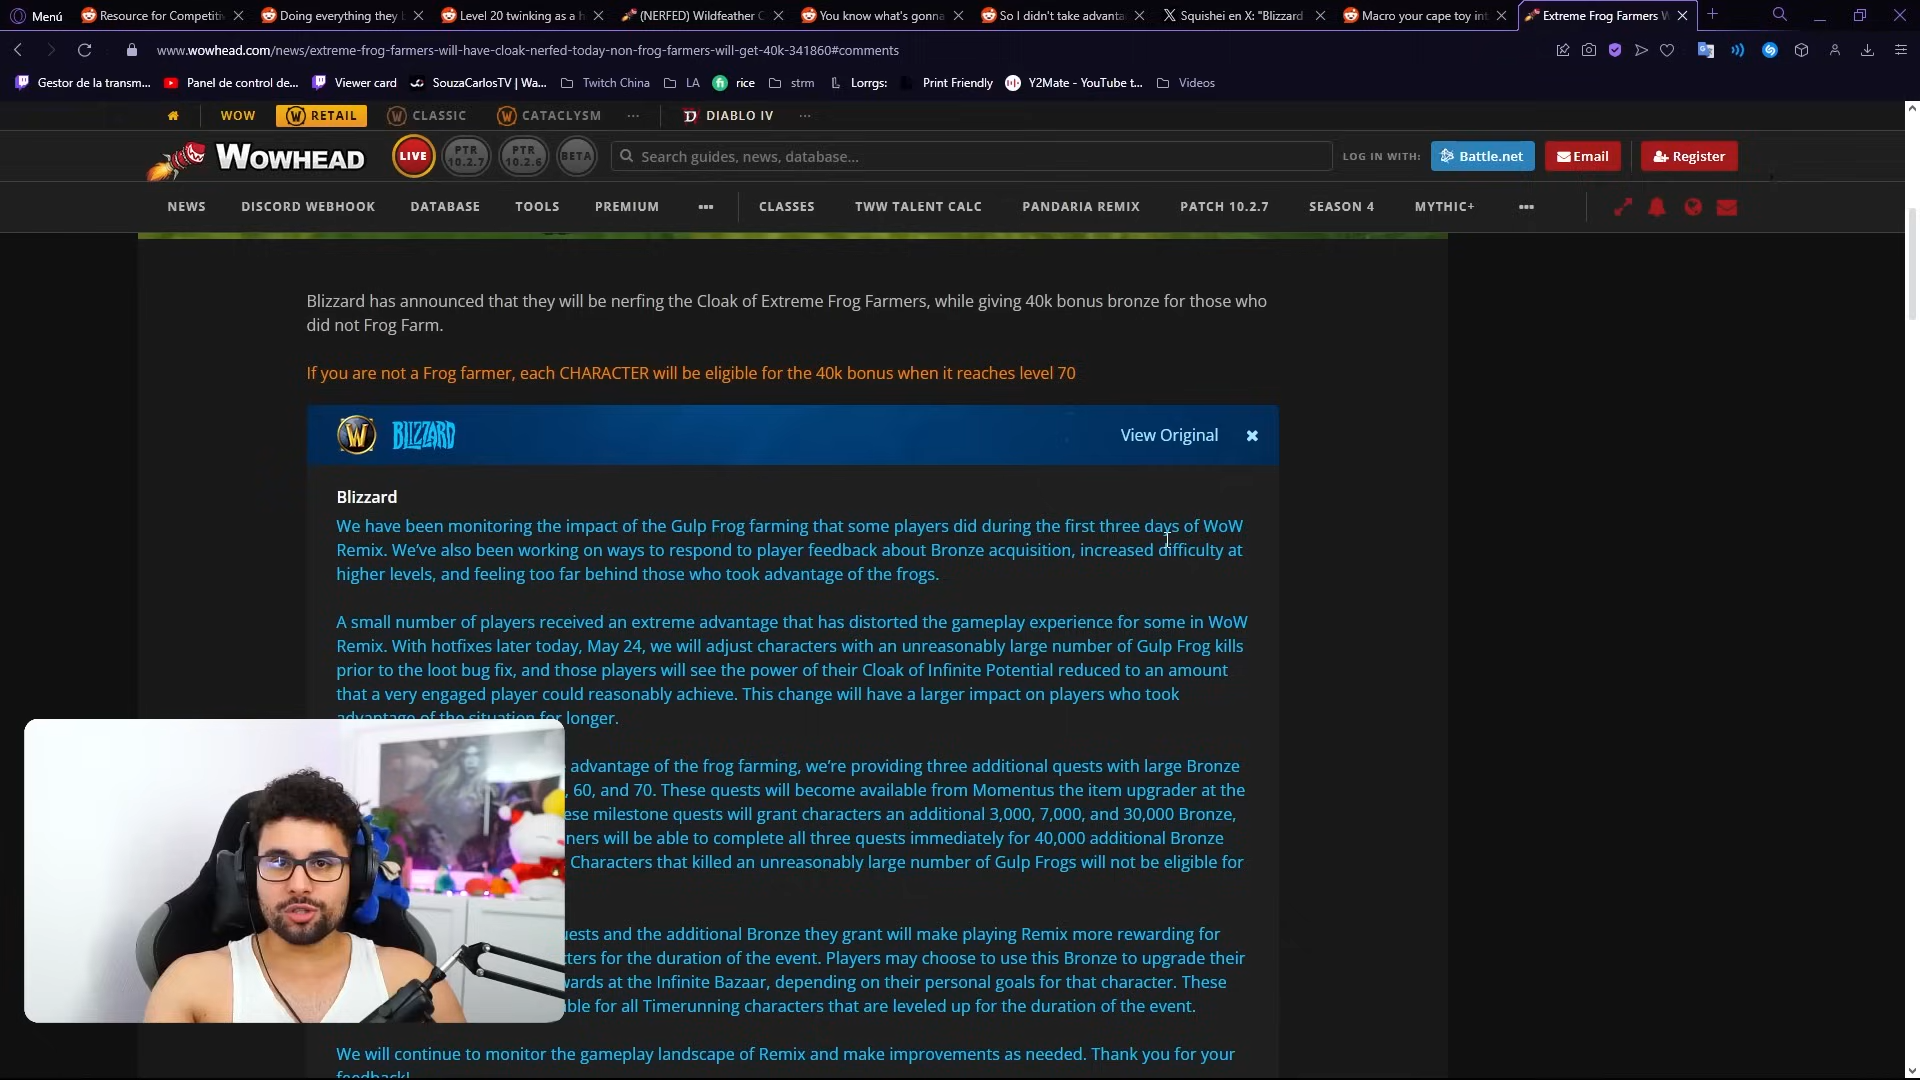 Menú
Resource for Competiti
Doing everything they
Level 20 twinking as a h
(NERFED) Wildfeather C
You know what's gonna
So I didn't take advanta
Squishei en X: "Blizzard
Macro your cape toy int
Extreme Frog Farmers W
www.wowhead.com/news/extreme-frog-farmers-will-have-cloak-nerfed-today-non-frog-farmers-will-get-40k-341860#comments
Gestor de la transm...
Panel de control de...
Viewer card
SouzaCarlosTV | Wa...
Twitch China
LA
rice
strm
Lorrgs:
Print Friendly
Y2Mate - YouTube t...
Videos
WOW
RETAIL
CLASSIC
CATACLYSM
...
DIABLO IV
...
WOWHEAD
LIVE
PTR 10.2.7
PTR 10.2.6
BETA
Search guides, news, database...
LOG IN WITH:
Battle.net
Email
Register
NEWS
DISCORD WEBHOOK
DATABASE
TOOLS
PREMIUM
...
CLASSES
TWW TALENT CALC
PANDARIA REMIX
PATCH 10.2.7
SEASON 4
MYTHIC+
...
Blizzard has announced that they will be nerfing the Cloak of Extreme Frog Farmers, while giving 40k bonus bronze for those who
did not Frog Farm.
If you are not a Frog farmer, each CHARACTER will be eligible for the 40k bonus when it reaches level 70
W BLIZZARD
View Original
Blizzard
We have been monitoring the impact of the Gulp Frog farming that some players did during the first three days of WoW
Remix. We've also been working on ways to respond to player feedback about Bronze acquisition, increased difficulty at
higher levels, and feeling too far behind those who took advantage of the frogs.
A small number of players received an extreme advantage that has distorted the gameplay experience for some in WoW
Remix. With hotfixes later today, May 24, we will adjust characters with an unreasonably large number of Gulp Frog kills
prior to the loot bug fix, and those players will see the power of their Cloak of Infinite Potential reduced to an amount
that a very engaged player could reasonably achieve. This change will have a larger impact on players who took
advantage of the situation for longer.
advantage of the frog farming, we're providing three additional quests with large Bronze
, 60, and 70. These quests will become available from Momentus the item upgrader at the
ese milestone quests will grant characters an additional 3,000, 7,000, and 30,000 Bronze,
ners will be able to complete all three quests immediately for 40,000 additional Bronze
Characters that killed an unreasonably large number of Gulp Frogs will not be eligible for
uests and the additional Bronze they grant will make playing Remix more rewarding for
ters for the duration of the event. Players may choose to use this Bronze to upgrade their
wards at the Infinite Bazaar, depending on their personal goals for that character. These
ble for all Timerunning characters that are leveled up for the duration of the event.
We will continue to monitor the gameplay landscape of Remix and make improvements as needed. Thank you for your
feedback!